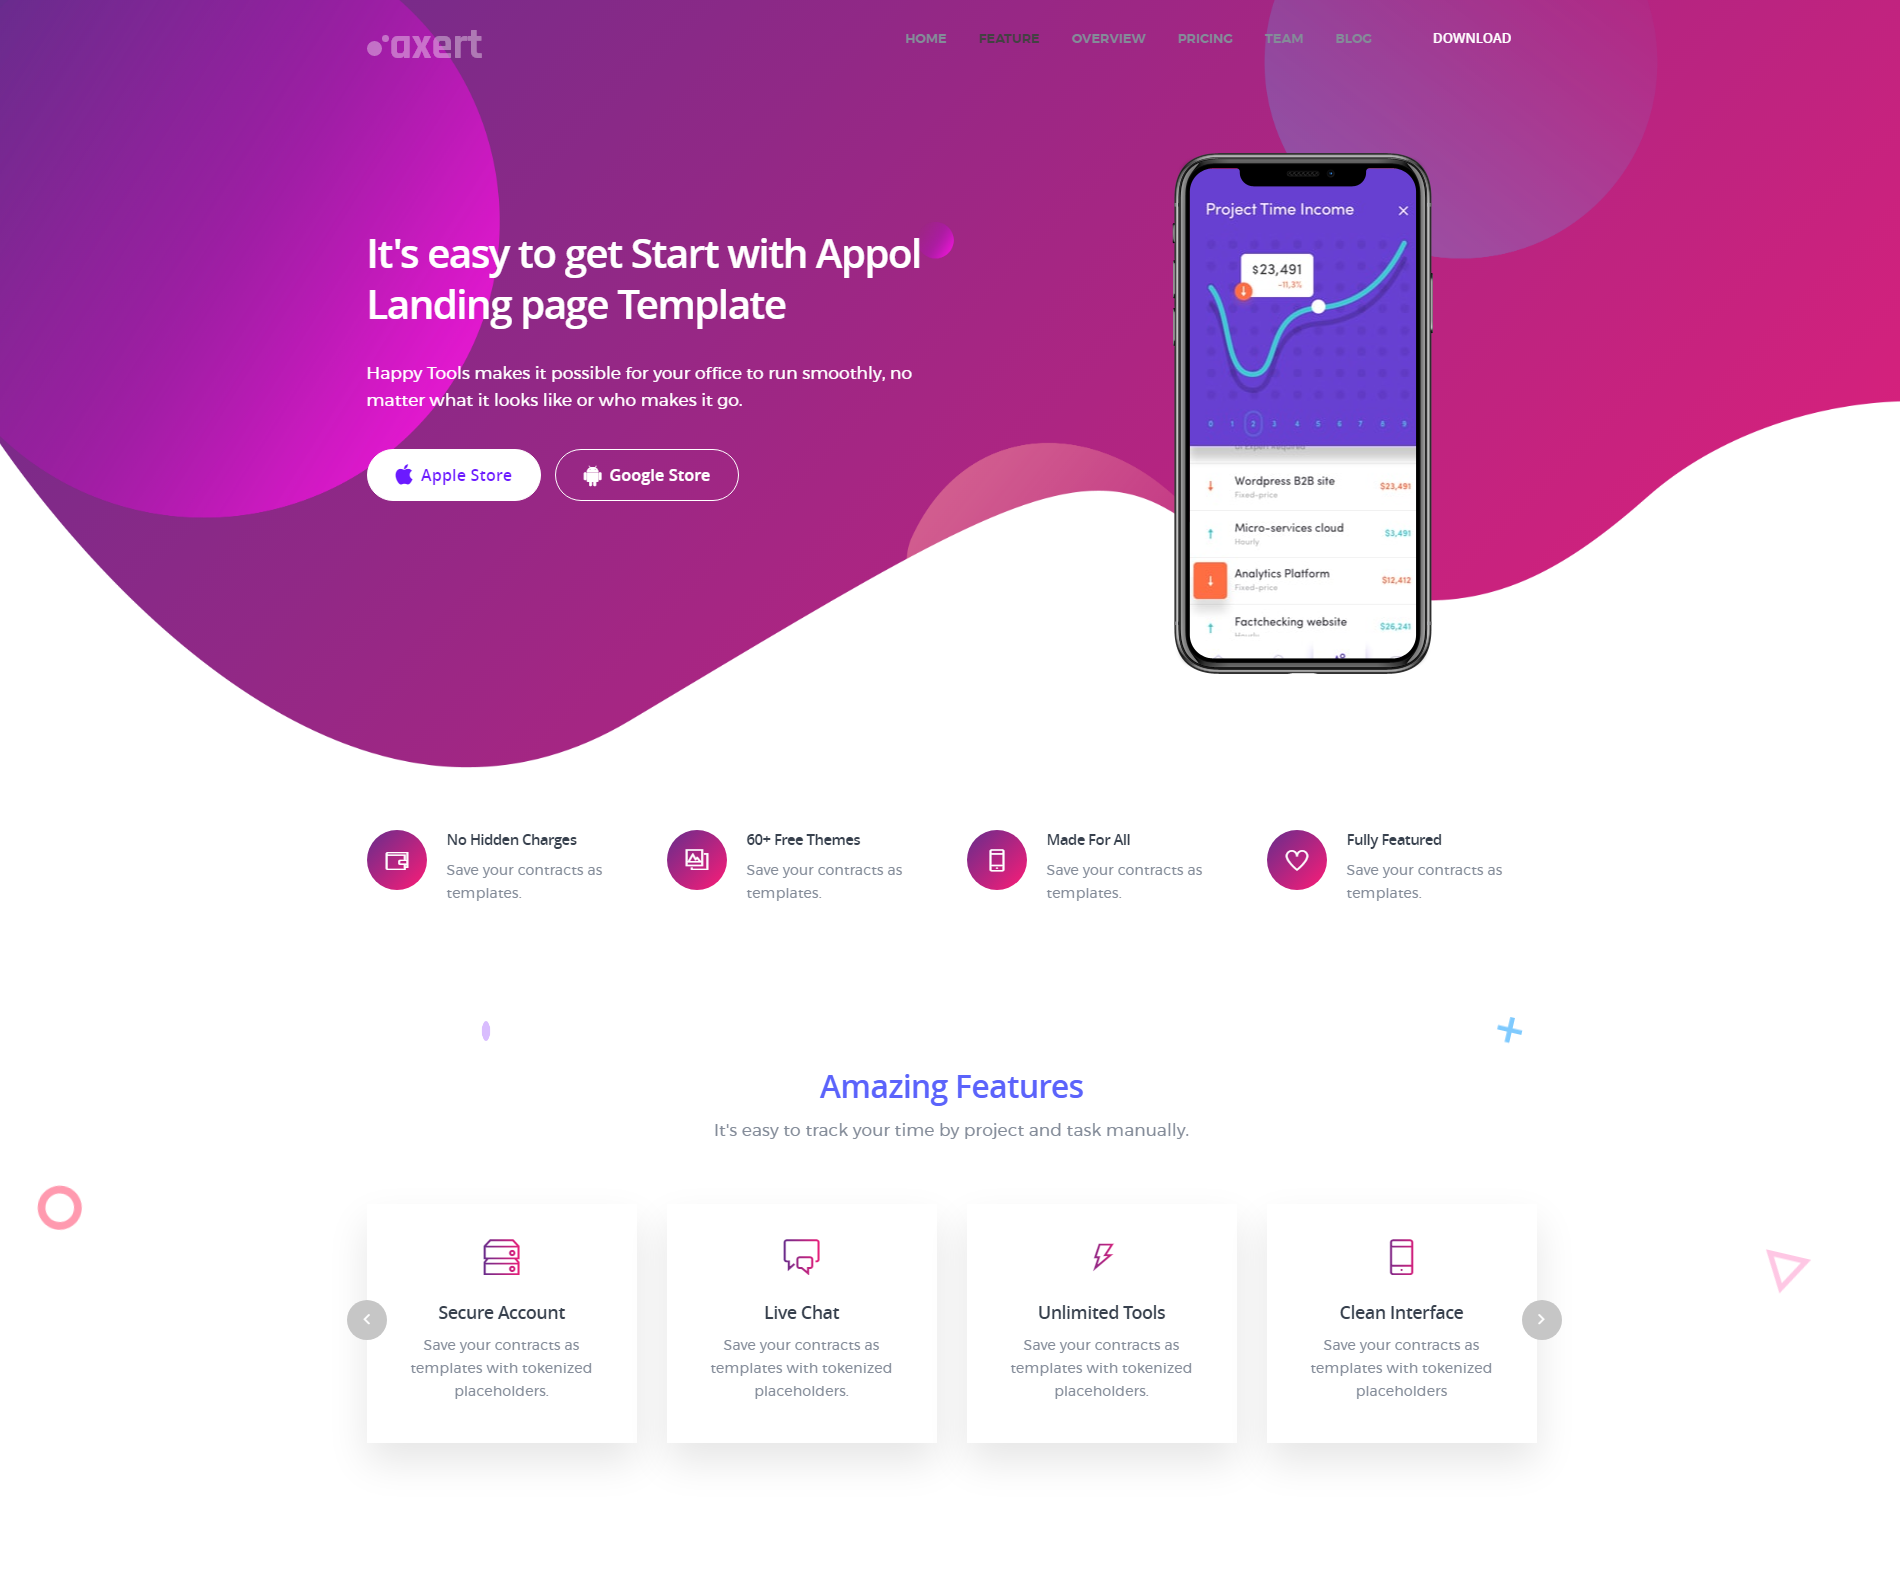 axert
HOME FEATURE OVERVIEW PRICING TEAM BLOG DOWNLOAD
It's easy to get Start with Appol
Landing page Template
Happy Tools makes it possible for your office to run smoothly, no
matter what it looks like or who makes it go.
Apple Store
Google Store
Project Time Income
$23,491
-11,3%
0 1 2 3 4 5 6 7 8 9
Ui Expert Required
Wordpress B2B site
$23,491
Fixed-price
Micro-services cloud
$3,491
Hourly
Analytics Platform
$12,412
Fixed-price
Factchecking website
$26,241
Hourly
No Hidden Charges
Save your contracts as
templates.
60+ Free Themes
Save your contracts as
templates.
Made For All
Save your contracts as
templates.
Fully Featured
Save your contracts as
templates.
Amazing Features
It's easy to track your time by project and task manually.
Secure Account
Save your contracts as
templates with tokenized
placeholders.
Live Chat
Save your contracts as
templates with tokenized
placeholders.
Unlimited Tools
Save your contracts as
templates with tokenized
placeholders.
Clean Interface
Save your contracts as
templates with tokenized
placeholders